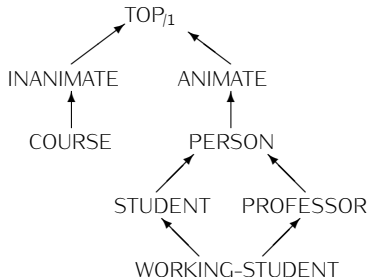 TOP/1
INANIMATE ANIMATE
COURSE PERSON
STUDENT PROFESSOR
WORKING-STUDENT